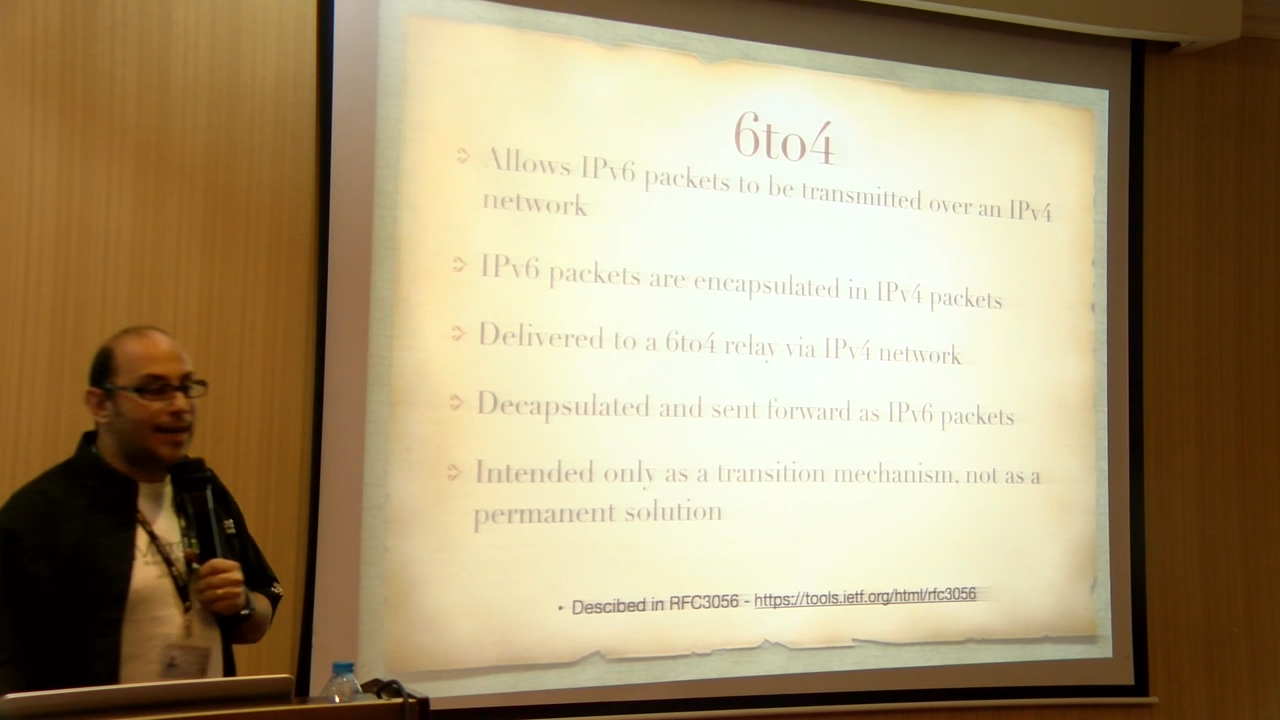 6to4
Allows IPv6 packets to be transmitted over an IPv4
network
IPv6 packets are encapsulated in IPv4 packets
Delivered to a 6to4 relay via IPv4 network
Decapsulated and sent forward as IPv6 packets
Intended only as a transition mechanism, not as a
permanent solution
• Descibed in RFC3056 - https://tools.ietf.org/html/rfc3056